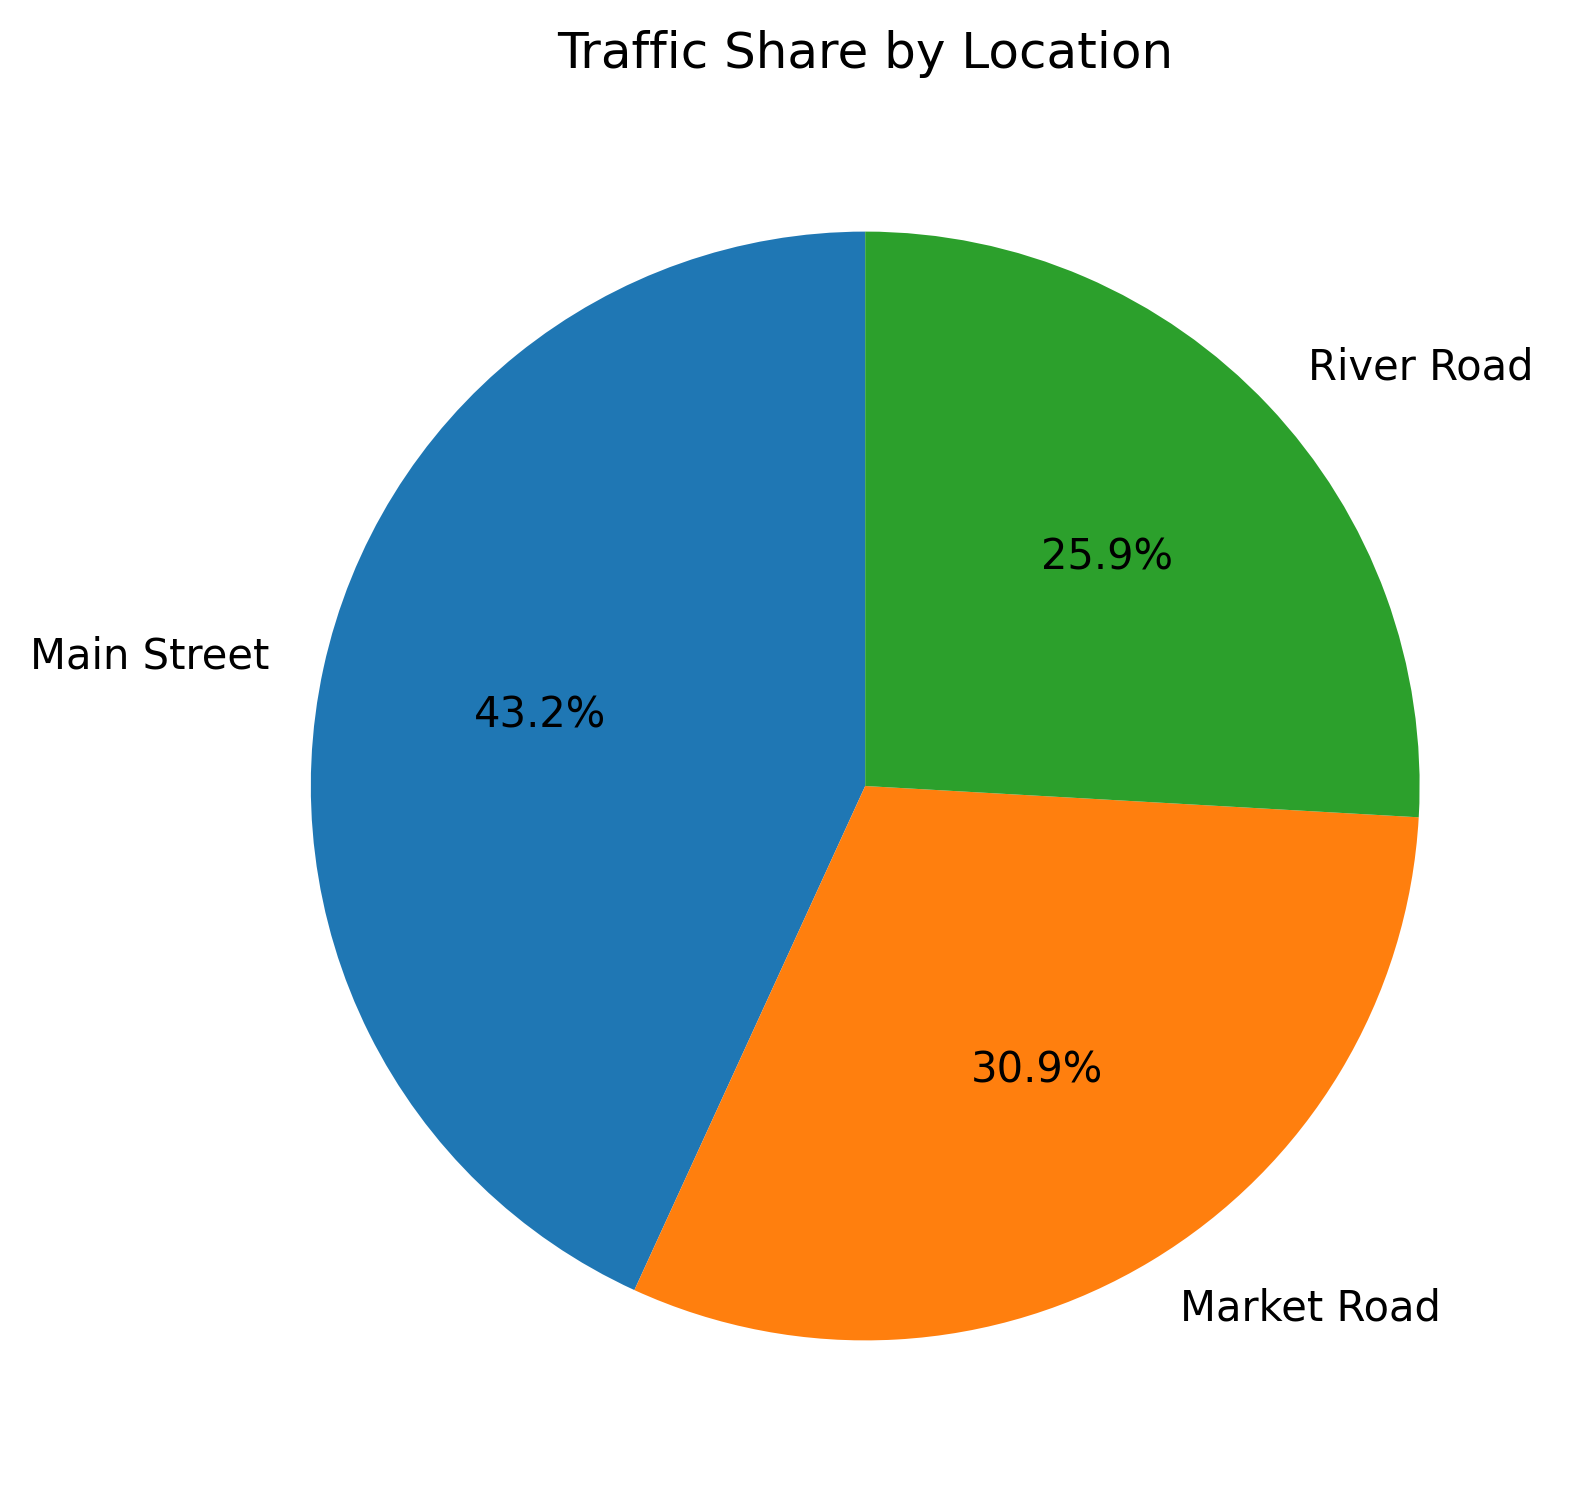 Traffic Share by Location
River Road
25.9%
Main Street
43.2%
30.9%
Market Road